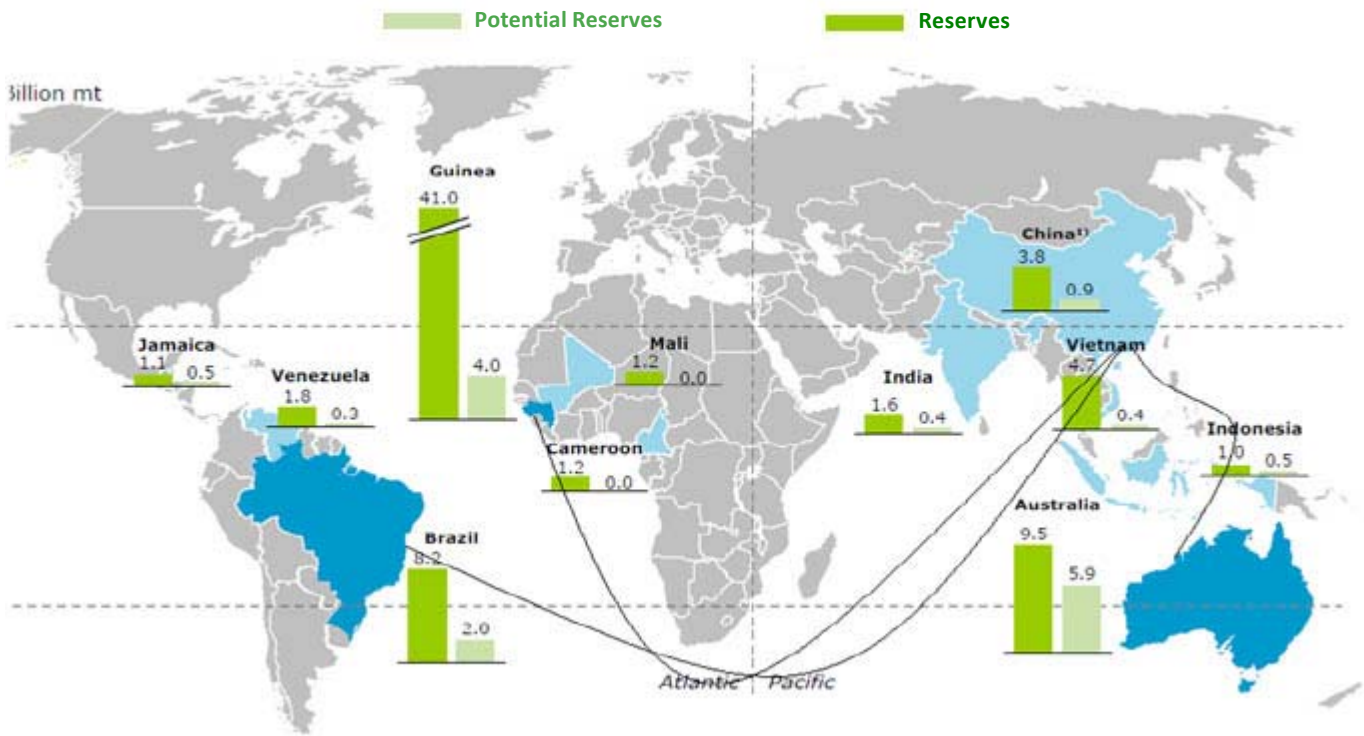 Potential Reserves
Reserves
Billion mt
Guinea
41.0
4.0
China¹⁾
3.8
0.9
Jamaica
1.1
0.5
Venezuela
1.8
0.3
Mali
1.2
0.0
Vietnam
4.7
0.4
India
1.6
0.4
Indonesia
1.0
0.5
Cameroon
1.2
0.0
Australia
9.5
5.9
Brazil
8.2
2.0
Atlantic
Pacific